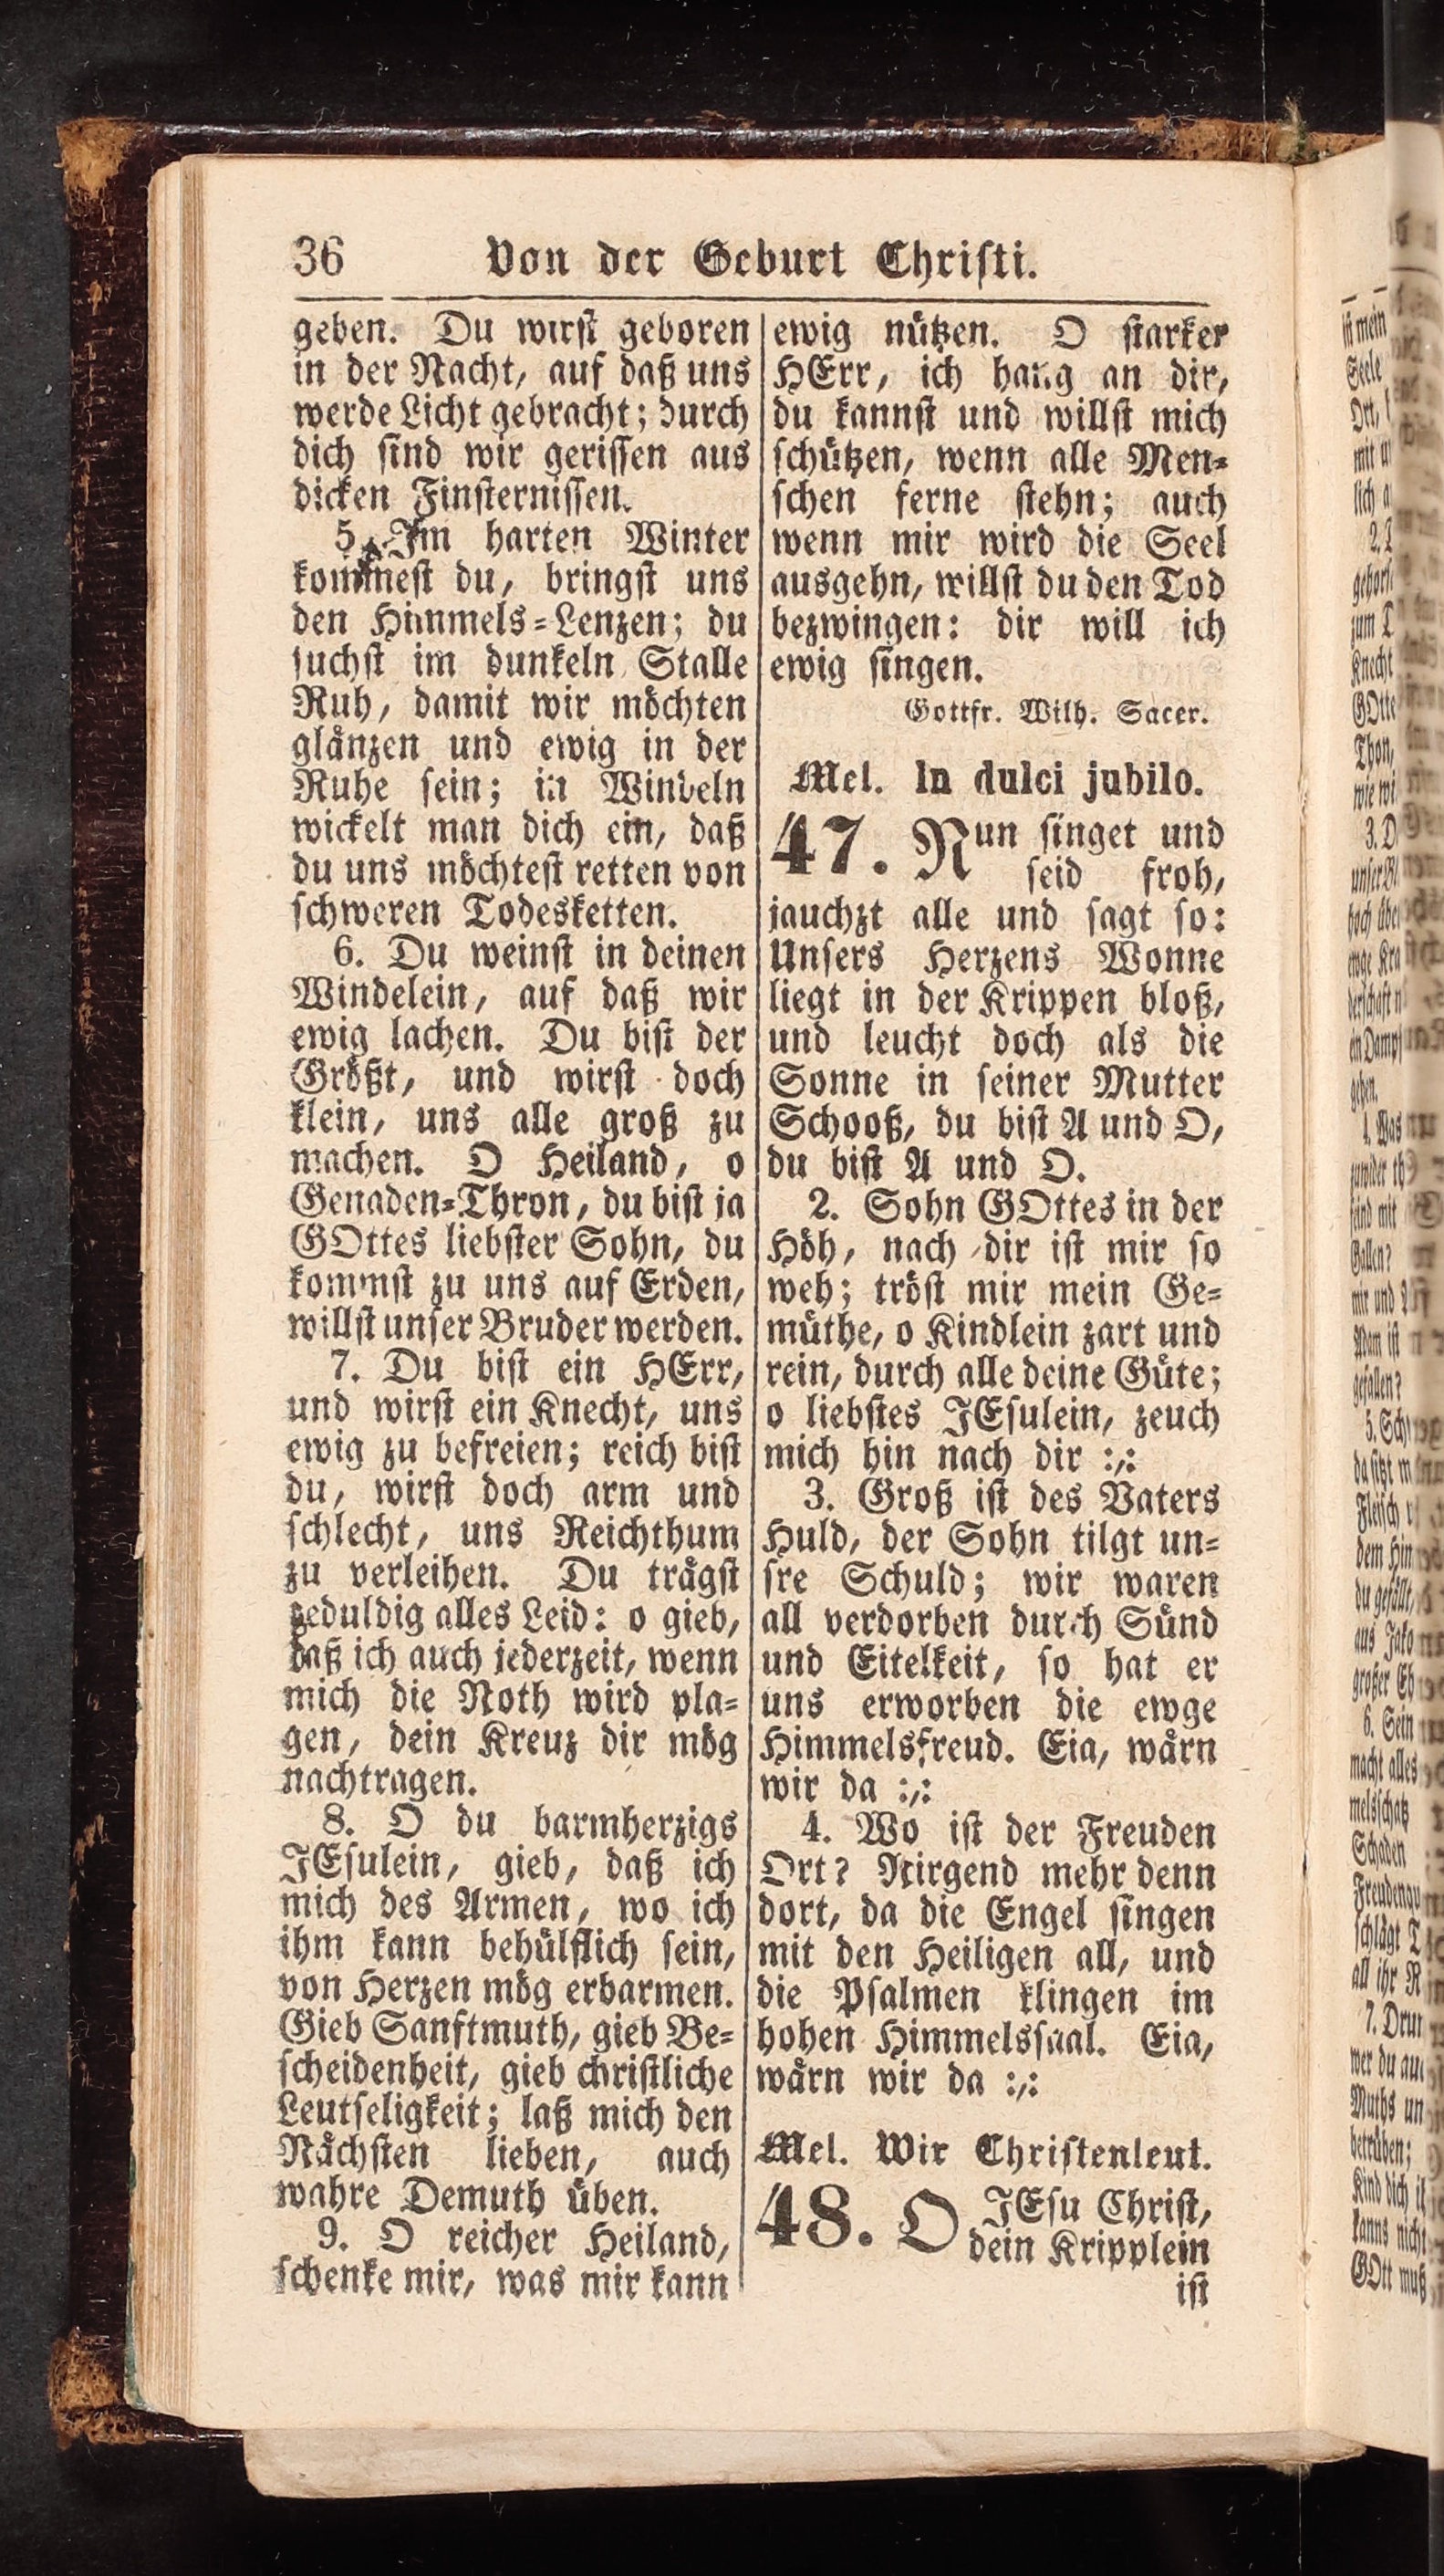 36 Von der Geburt Christi.
geben. Du wirst geboren
in der Nacht, auf daß uns
werde Licht gebracht; durch
dich sind wir gerissen aus
dicken Finsternissen.
5. Im harten Winter
kommest du, bringst uns
den Himmels-Lenzen; du
suchst im dunkeln Stalle
Ruh, damit wir möchten
glänzen und ewig in der
Ruhe sein; in Windeln
wickelt man dich ein, daß
du uns möchtest retten von
schweren Todesketten.
6. Du weinst in deinen
Windelein, auf daß wir
ewig lachen. Du bist der
Größt, und wirst doch
klein, uns alle groß zu
machen. O Heiland, o
Genaden-Thron, du bist ja
GOttes liebster Sohn, du
kommst zu uns auf Erden,
willst unser Bruder werden.
7. Du bist ein HErr,
und wirst ein Knecht, uns
ewig zu befreien; reich bist
du, wirst doch arm und
schlecht, uns Reichthum
zu verleihen. Du trägst
geduldig alles Leid: o gieb,
daß ich auch jederzeit, wenn
mich die Noth wird pla-
gen, dein Kreuz dir mög
nachtragen.
8. O du barmherzigs
JEsulein, gieb, daß ich
mich des Armen, wo ich
ihm kann behülflich sein,
von Herzen mög erbarmen.
Gieb Sanftmuth, gieb Be-
scheidenheit, gieb christliche
Leutseligkeit; laß mich den
Nächsten lieben, auch
wahre Demuth üben.
9. O reicher Heiland,
schenke mir, was mir kann
ewig nützen. O starker
HErr, ich hang an dir,
du kannst und willst mich
schützen, wenn alle Men-
schen ferne stehn; auch
wenn mir wird die Seel
ausgehn, willst du den Tod
bezwingen: dir will ich
ewig singen.
Gottfr. Wilh. Sacer.
Mel. In dulci jubilo.
47. Nun singet und
seid froh,
jauchzt alle und sagt so:
Unsers Herzens Wonne
liegt in der Krippen bloß,
und leucht doch als die
Sonne in seiner Mutter
Schooß, du bist A und O,
du bist A und O.
2. Sohn GOttes in der
Höh, nach dir ist mir so
weh; tröst mir mein Ge-
müthe, o Kindlein zart und
rein, durch alle deine Güte;
o liebstes JEsulein, zeuch
mich hin nach dir :,:
3. Groß ist des Vaters
Huld, der Sohn tilgt un-
sre Schuld; wir waren
all verdorben durch Sünd
und Eitelkeit, so hat er
uns erworben die ewge
Himmelsfreud. Eia, wärn
wir da :,:
4. Wo ist der Freuden
Ort? Nirgend mehr denn
dort, da die Engel singen
mit den Heiligen all, und
die Psalmen klingen im
hohen Himmelssaal. Eia,
wärn wir da :,:
Mel. Wir Christenleut.
48. O JEsu Christ,
dein Kripplein
ist